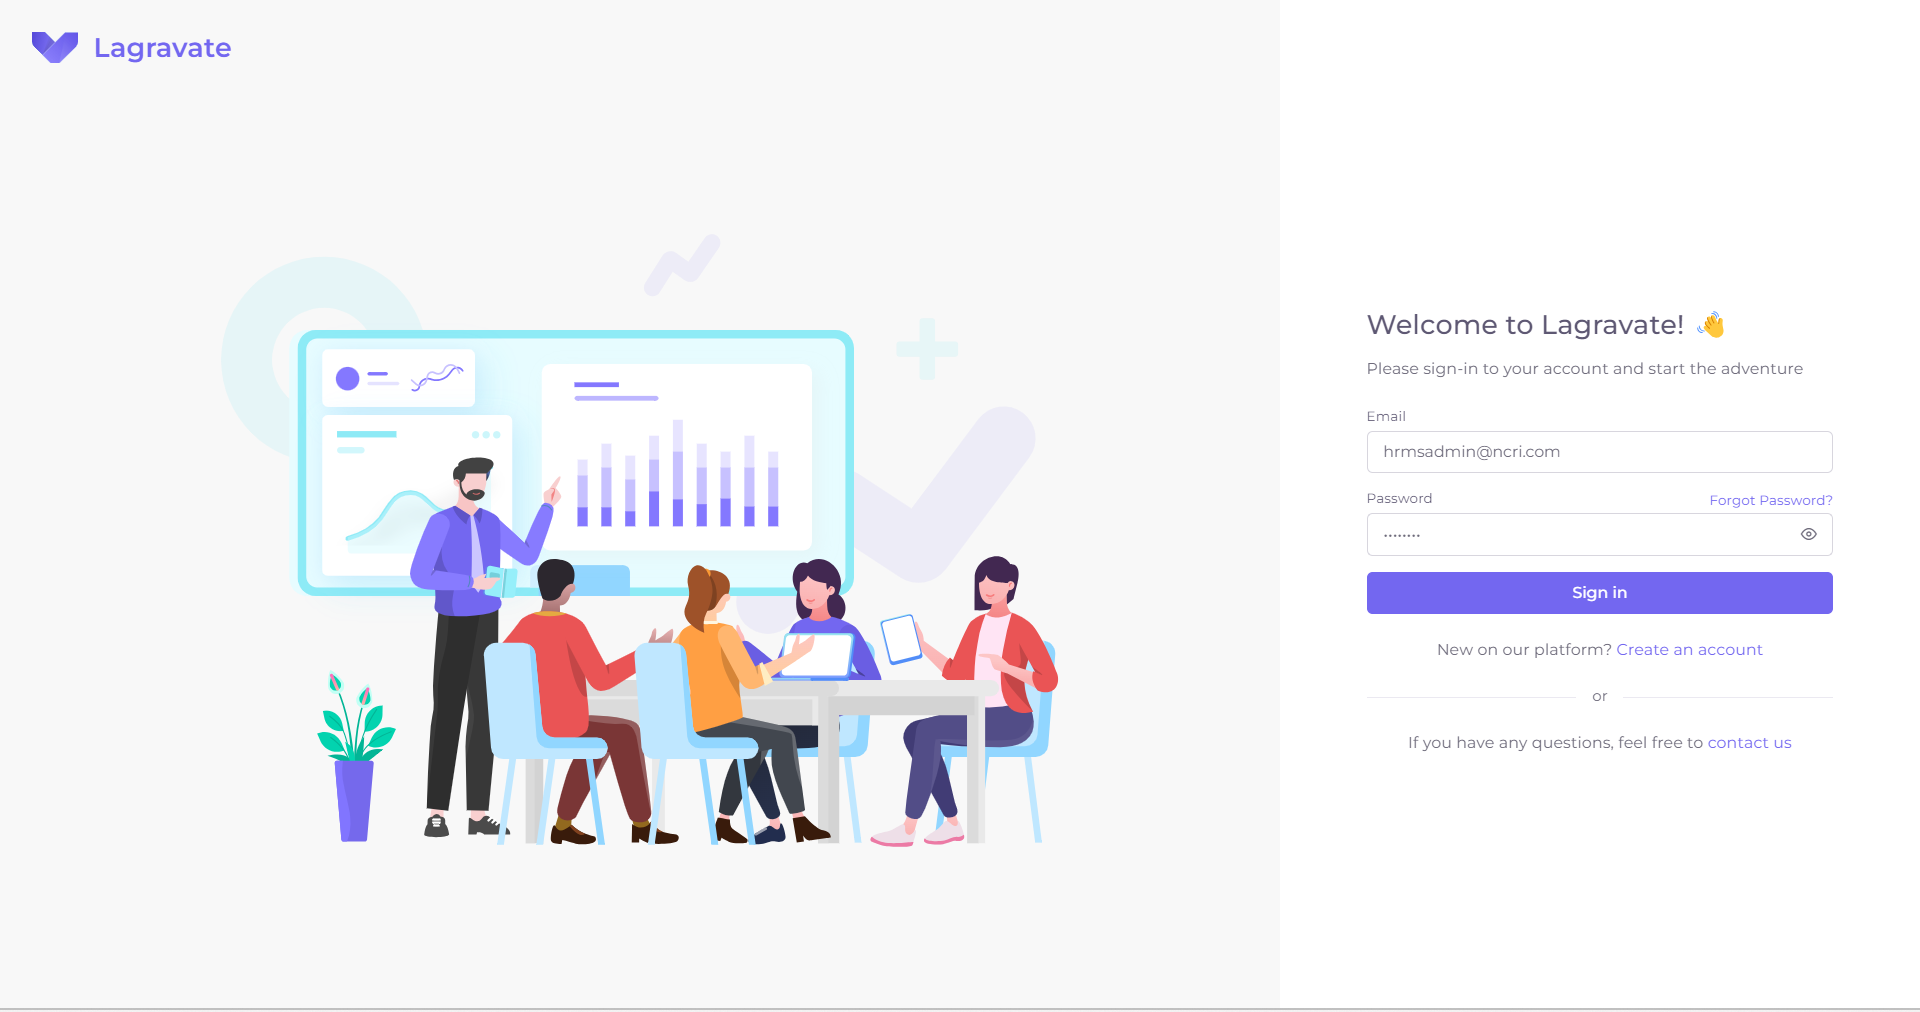 Lagravate
Welcome to Lagravate! 👋
Please sign-in to your account and start the adventure
Email
hrmsadmin@ncri.com
Password
Forgot Password?
••••••••
Sign in
New on our platform? Create an account
or
If you have any questions, feel free to contact us